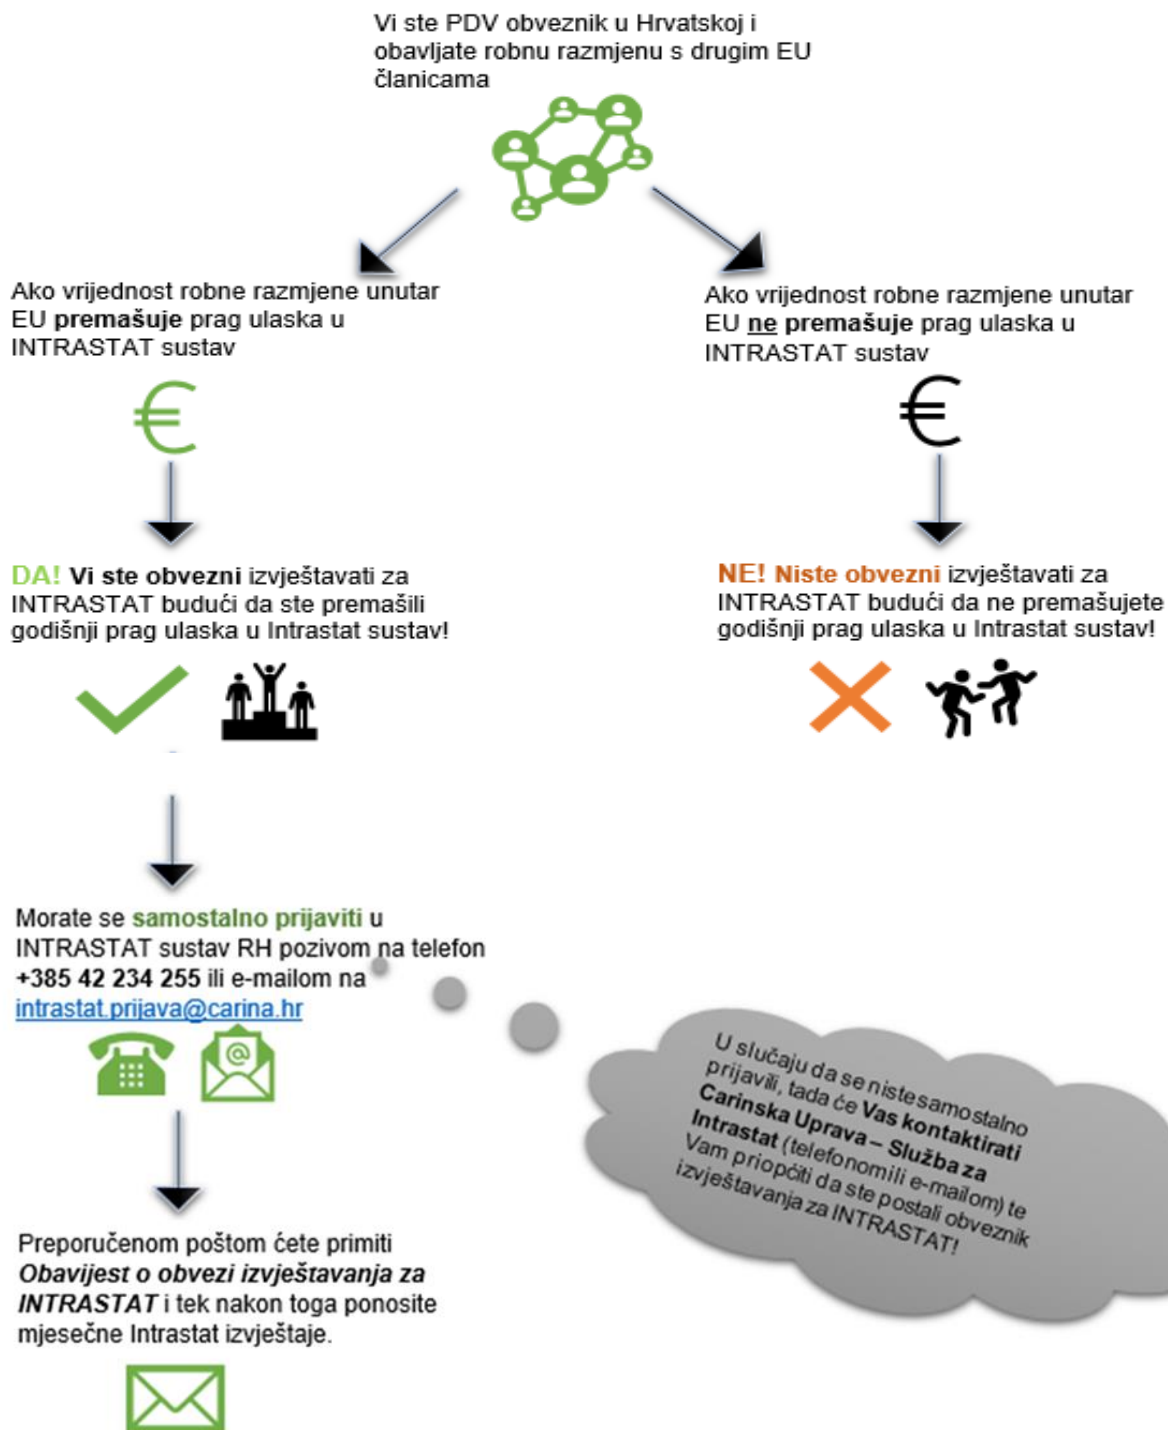 Vi ste PDV obveznik u Hrvatskoj i
obavljate robnu razmjenu s drugim EU
članicama
Ako vrijednost robne razmjene unutar
EU premašuje prag ulaska u
INTRASTAT sustav
Ako vrijednost robne razmjene unutar
EU ne premašuje prag ulaska u
INTRASTAT sustav
€
€
DA! Vi ste obvezni izvještavati za
INTRASTAT budući da ste premašili
godišnji prag ulaska u Intrastat sustav!
NE! Niste obvezni izvještavati za
INTRASTAT budući da ne premašujete
godišnji prag ulaska u Intrastat sustav!
Morate se samostalno prijaviti u
INTRASTAT sustav RH pozivom na telefon
+385 42 234 255 ili e-mailom na
intrastat.prijava@carina.hr
@
U slučaju da se niste samostalno
prijavili, tada će Vas kontaktirati
Carinska Uprava – Služba za
Intrastat (telefonom ili e-mailom) te
Vam priopćiti da ste postali obveznik
izvještavanja za INTRASTAT!
Preporučenom poštom ćete primiti
Obavijest o obvezi izvještavanja za
INTRASTAT i tek nakon toga ponosite
mjesečne Intrastat izvještaje.